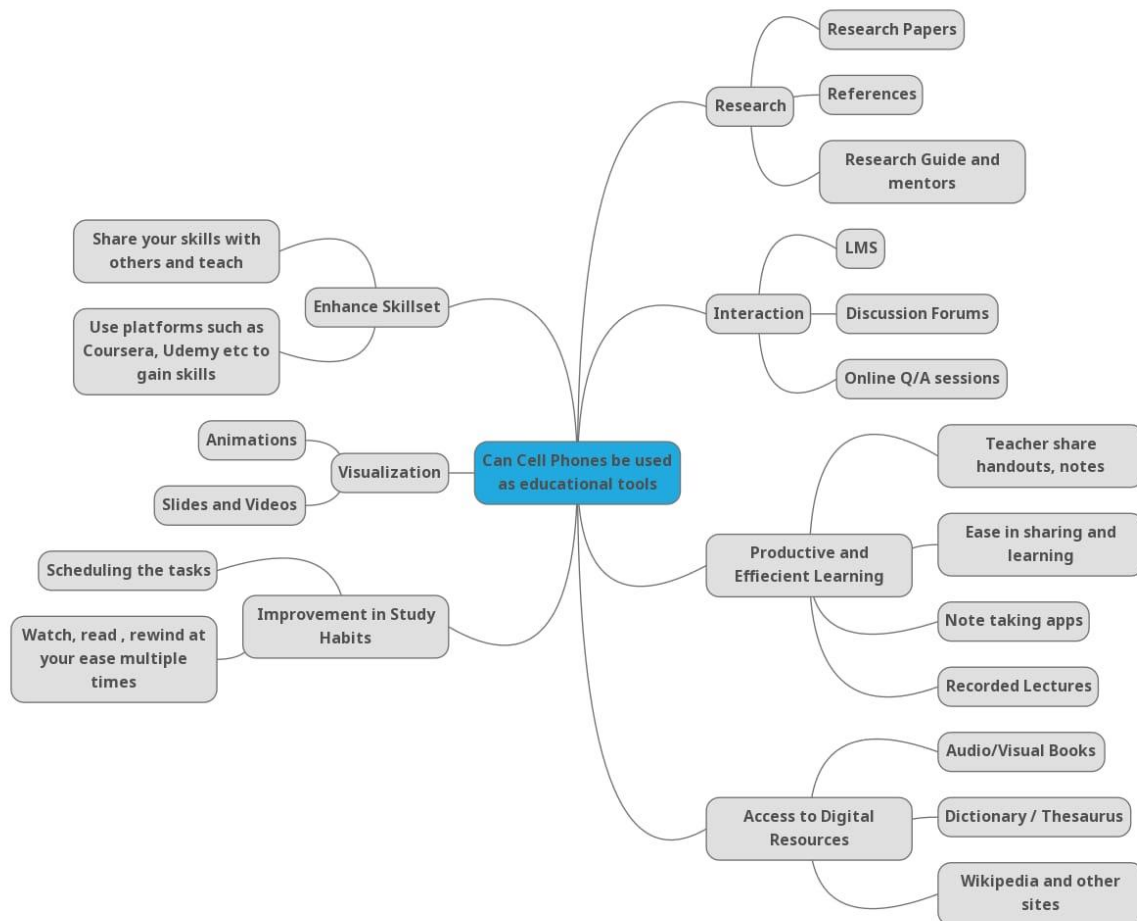 Can Cell Phones be used
as educational tools
Research
Research Papers
References
Research Guide and
mentors
Interaction
LMS
Discussion Forums
Online Q/A sessions
Productive and
Effiecient Learning
Teacher share
handouts, notes
Ease in sharing and
learning
Note taking apps
Recorded Lectures
Access to Digital
Resources
Audio/Visual Books
Dictionary / Thesaurus
Wikipedia and other
sites
Enhance Skillset
Share your skills with
others and teach
Use platforms such as
Coursera, Udemy etc to
gain skills
Visualization
Animations
Slides and Videos
Improvement in Study
Habits
Scheduling the tasks
Watch, read , rewind at
your ease multiple
times